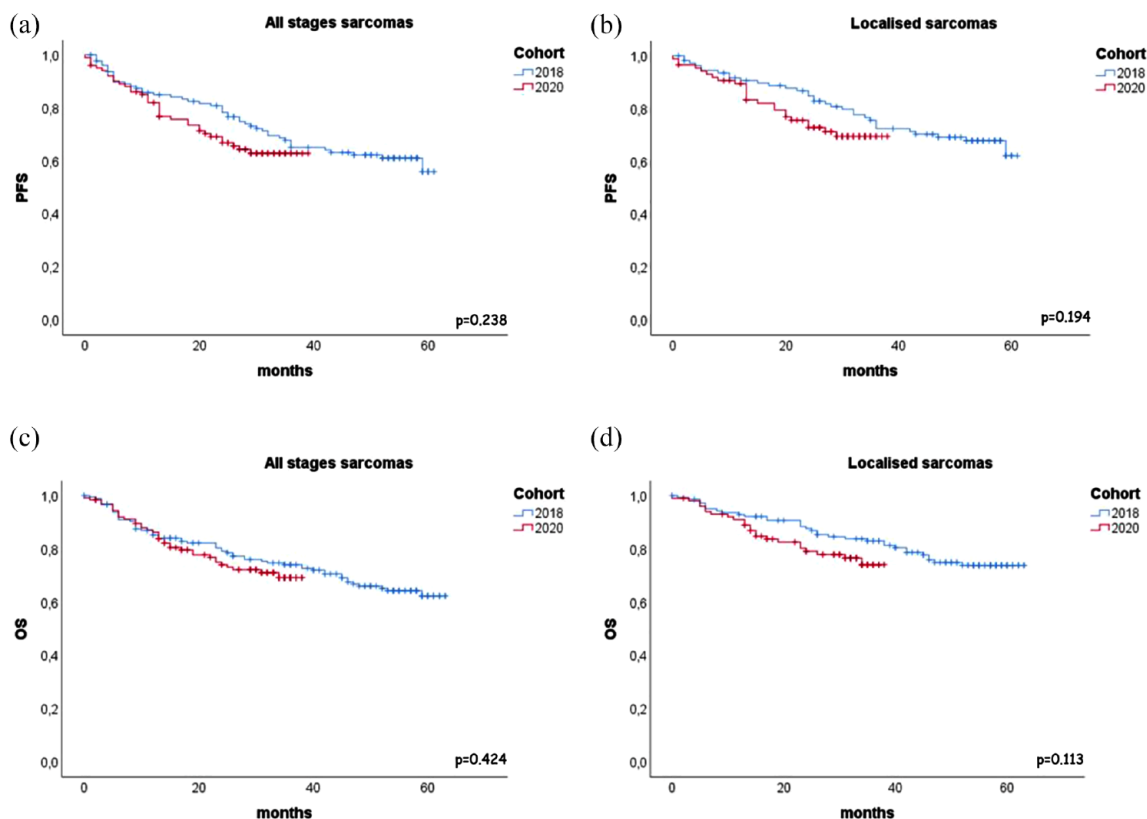 (a)
All stages sarcomas
Cohort
2018
2020
1,0
0,8
0,6
0,4
0,2
0,0
PFS
p=0.238
0 20 40 60
months
(b)
Localised sarcomas
Cohort
2018
2020
1,0
0,8
0,6
0,4
0,2
0,0
PFS
p=0.194
0 20 40 60
months
(c)
All stages sarcomas
Cohort
2018
2020
1,0
0,8
0,6
0,4
0,2
0,0
OS
p=0.424
0 20 40 60
months
(d)
Localised sarcomas
Cohort
2018
2020
1,0
0,8
0,6
0,4
0,2
0,0
OS
p=0.113
0 20 40 60
months